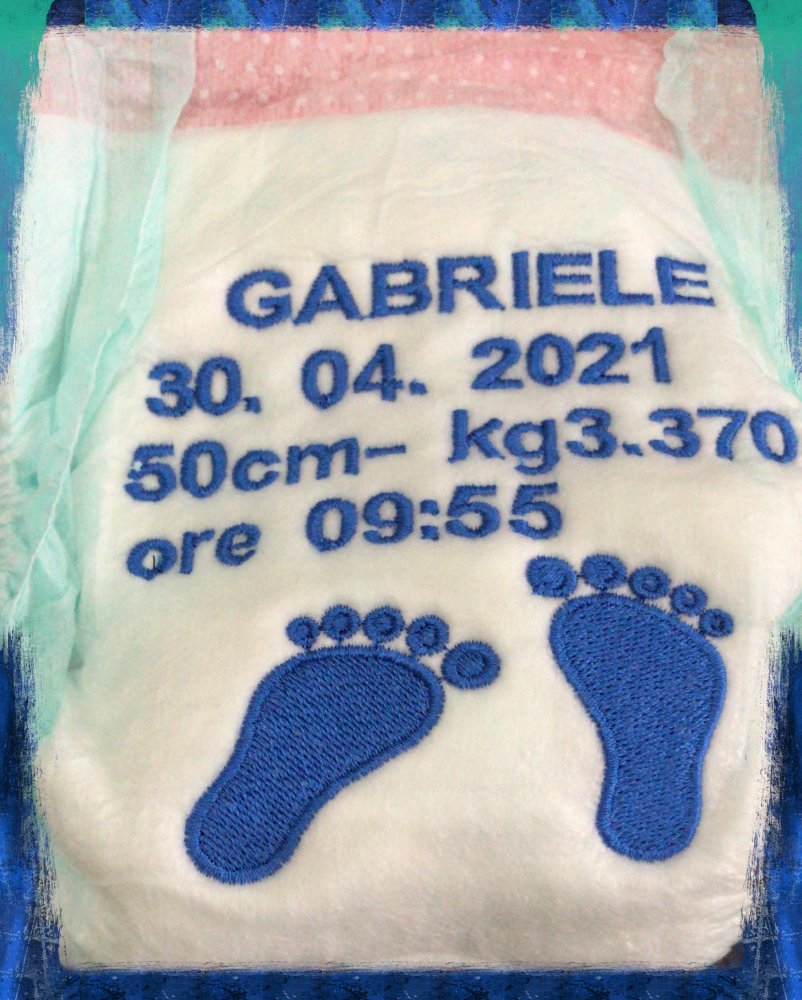 GABRIELE
30. 04. 2021
50cm- kg3.370
ore 09:55